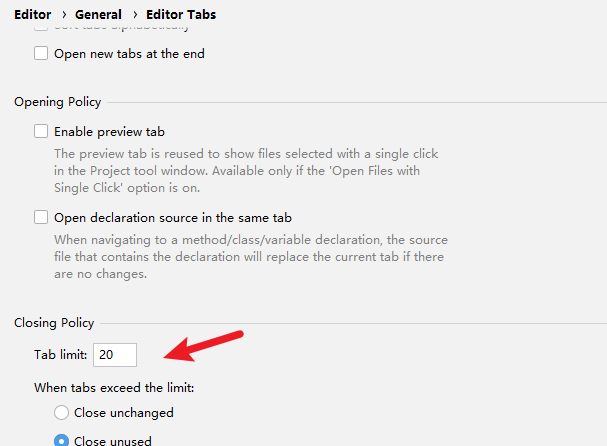 Editor › General › Editor Tabs
Sort tabs alphabetically
Open new tabs at the end
Opening Policy
Enable preview tab
The preview tab is reused to show files selected with a single click
in the Project tool window. Available only if the 'Open Files with
Single Click' option is on.
Open declaration source in the same tab
When navigating to a method/class/variable declaration, the source
file that contains the declaration will replace the current tab if there
are no changes.
Closing Policy
Tab limit: 20
When tabs exceed the limit:
Close unchanged
Close unused